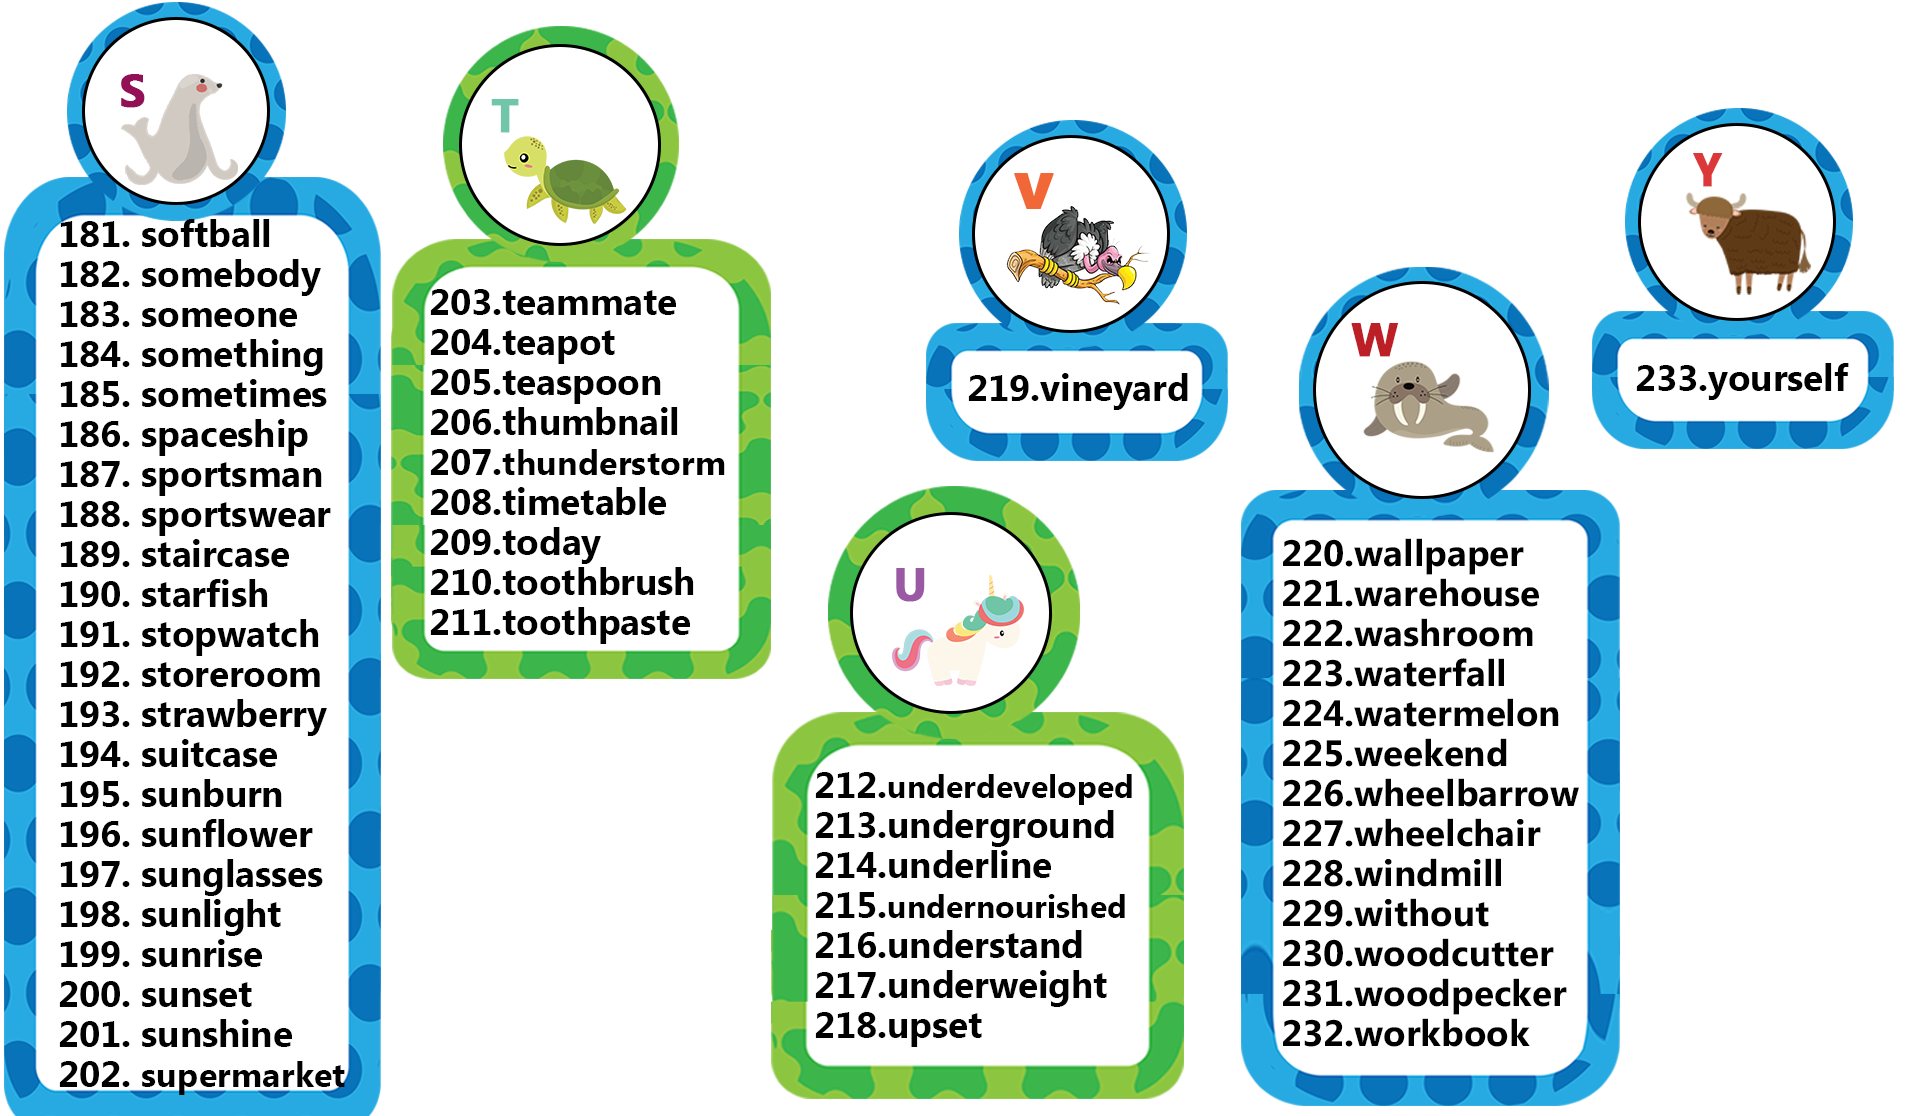 S
181. softball
182. somebody
183. someone
184. something
185. sometimes
186. spaceship
187. sportsman
188. sportswear
189. staircase
190. starfish
191. stopwatch
192. storeroom
193. strawberry
194. suitcase
195. sunburn
196. sunflower
197. sunglasses
198. sunlight
199. sunrise
200. sunset
201. sunshine
202. supermarket
T
203.teammate
204.teapot
205.teaspoon
206.thumbnail
207.thunderstorm
208.timetable
209.today
210.toothbrush
211.toothpaste
U
212.underdeveloped
213.underground
214.underline
215.undernourished
216.understand
217.underweight
218.upset
V
219.vineyard
W
220.wallpaper
221.warehouse
222.washroom
223.waterfall
224.watermelon
225.weekend
226.wheelbarrow
227.wheelchair
228.windmill
229.without
230.woodcutter
231.woodpecker
232.workbook
Y
233.yourself